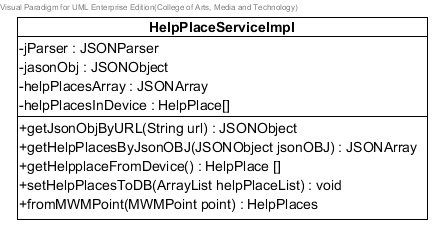 Visual Paradigm for UML Enterprise Edition(College of Arts, Media and Technology)
HelpPlaceServiceImpl
-jParser : JSONParser
-jasonObj : JSONObject
-helpPlacesArray : JSONArray
-helpPlacesInDevice : HelpPlace[]
+getJsonObjByURL(String url) : JSONObject
+getHelpPlacesByJsonOBJ(JSONObject jsonOBJ) : JSONArray
+getHelpplaceFromDevice() : HelpPlace []
+setHelpPlacesToDB(ArrayList helpPlaceList) : void
+fromMWMPoint(MWMPoint point) : HelpPlaces